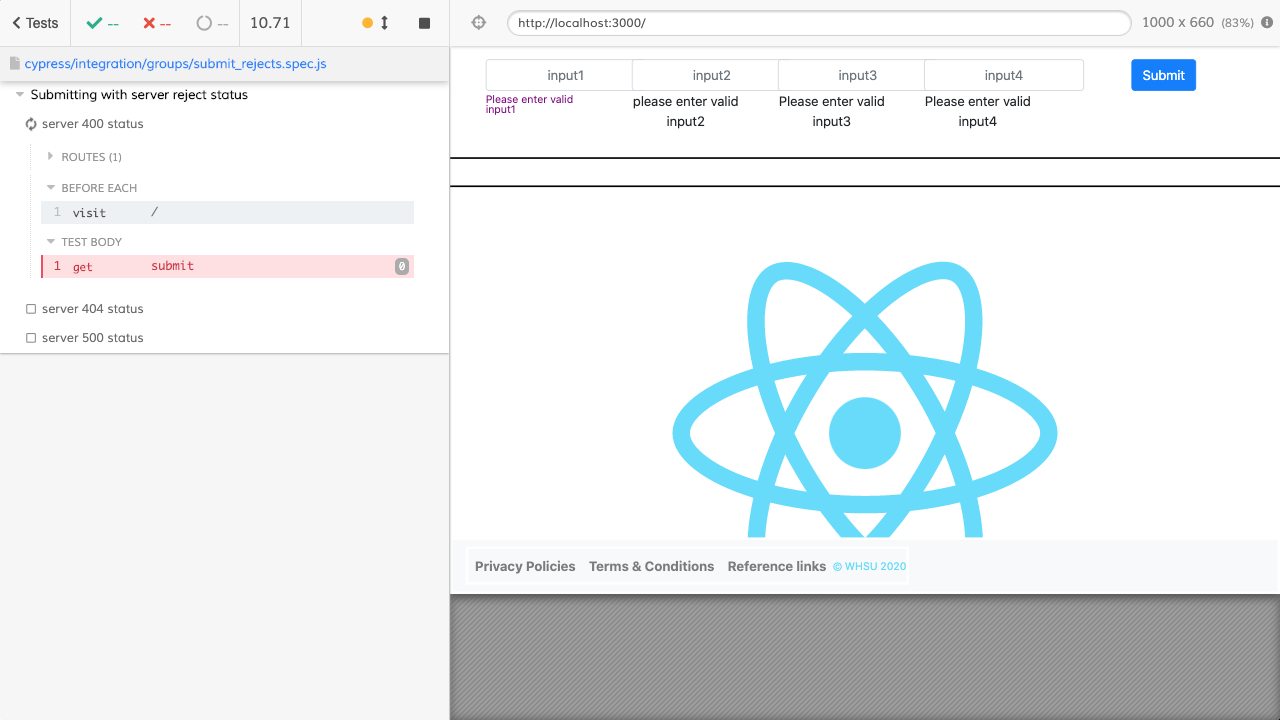 Tests
--
--
--
10.71
http://localhost:3000/
1000 x 660 (83%)
cypress/integration/groups/submit_rejects.spec.js
Submitting with server reject status
server 400 status
ROUTES (1)
BEFORE EACH
1 visit /
TEST BODY
1 get submit 0
server 404 status
server 500 status
input1 input2 input3 input4 Submit
Please enter valid input1
please enter valid input2
Please enter valid input3
Please enter valid input4
Privacy Policies Terms & Conditions Reference links © WHSU 2020